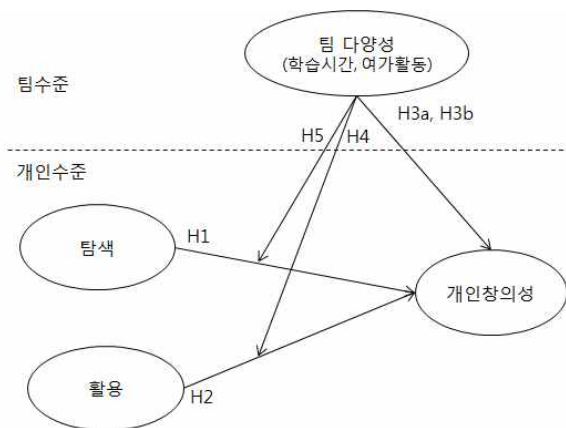 팀 다양성
(학습시간, 여가활동)
팀수준
H3a, H3b
H5
H4
개인수준
탐색
H1
개인창의성
활용
H2